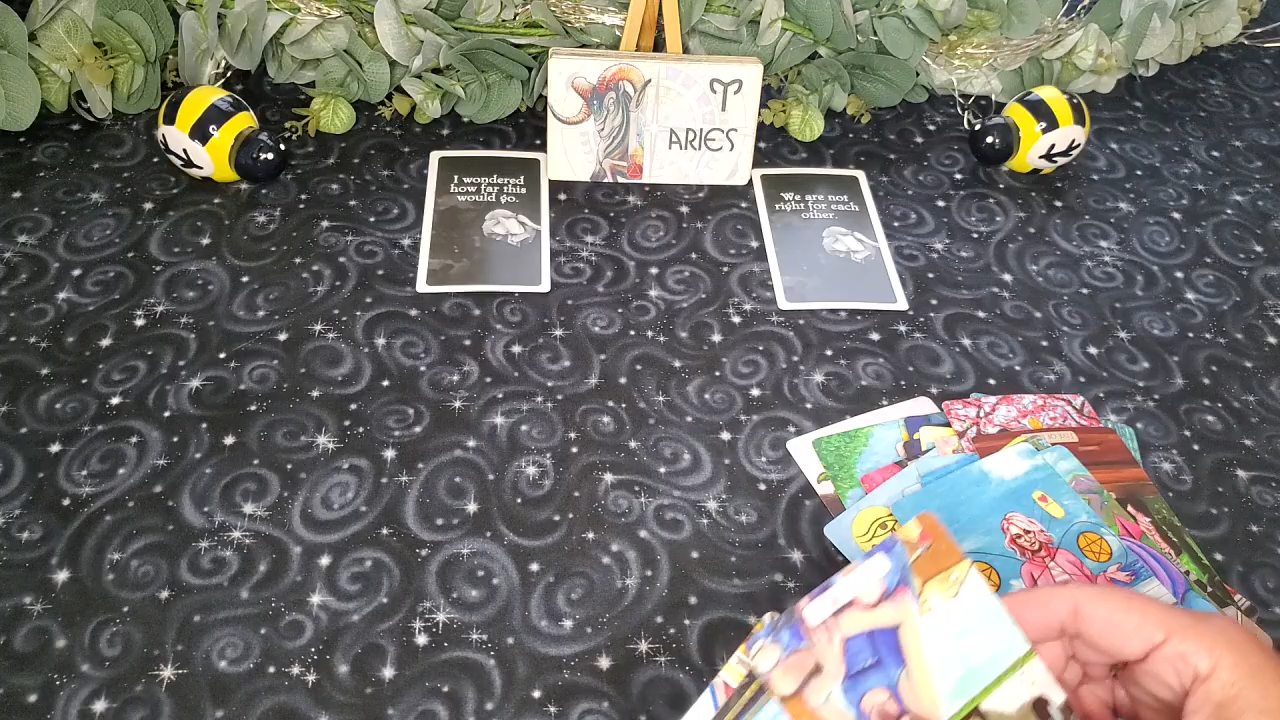 ARIES
I wondered
how far this
would go.
We are not
right for each
other.